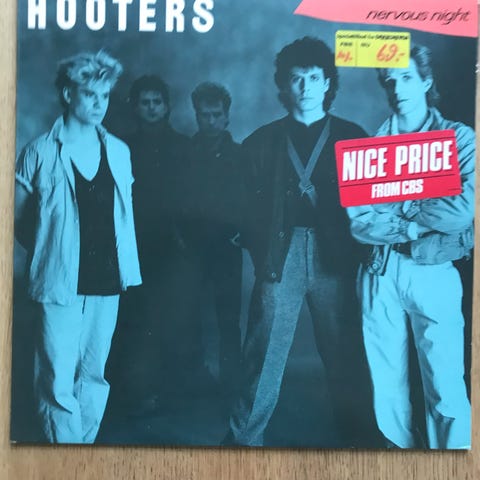 HOOTERS
nervous night
69.-
NICE PRICE
FROM CBS